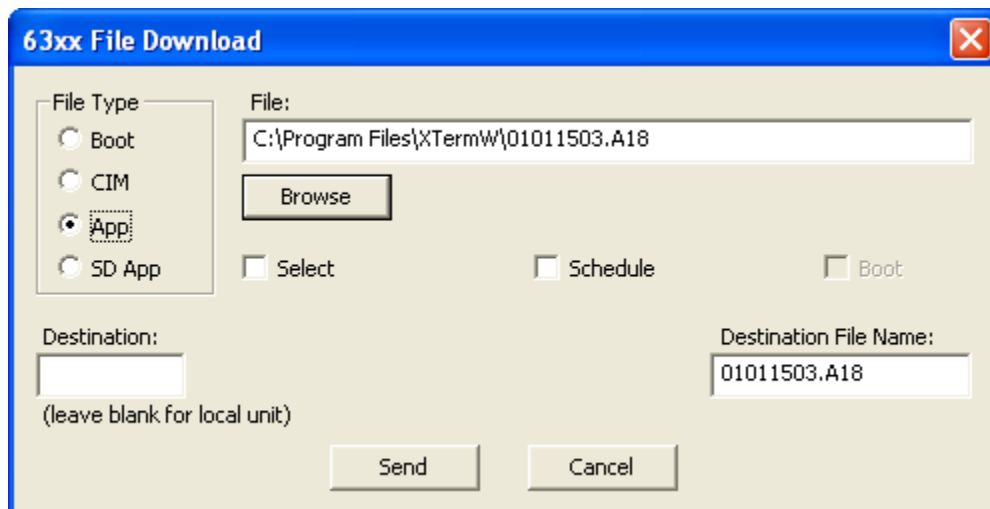 63xx File Download
File Type
Boot
CIM
App
SD App
File:
C:\Program Files\XTermW\01011503.A18
Browse
Select
Schedule
Boot
Destination:
(leave blank for local unit)
Destination File Name:
01011503.A18
Send
Cancel